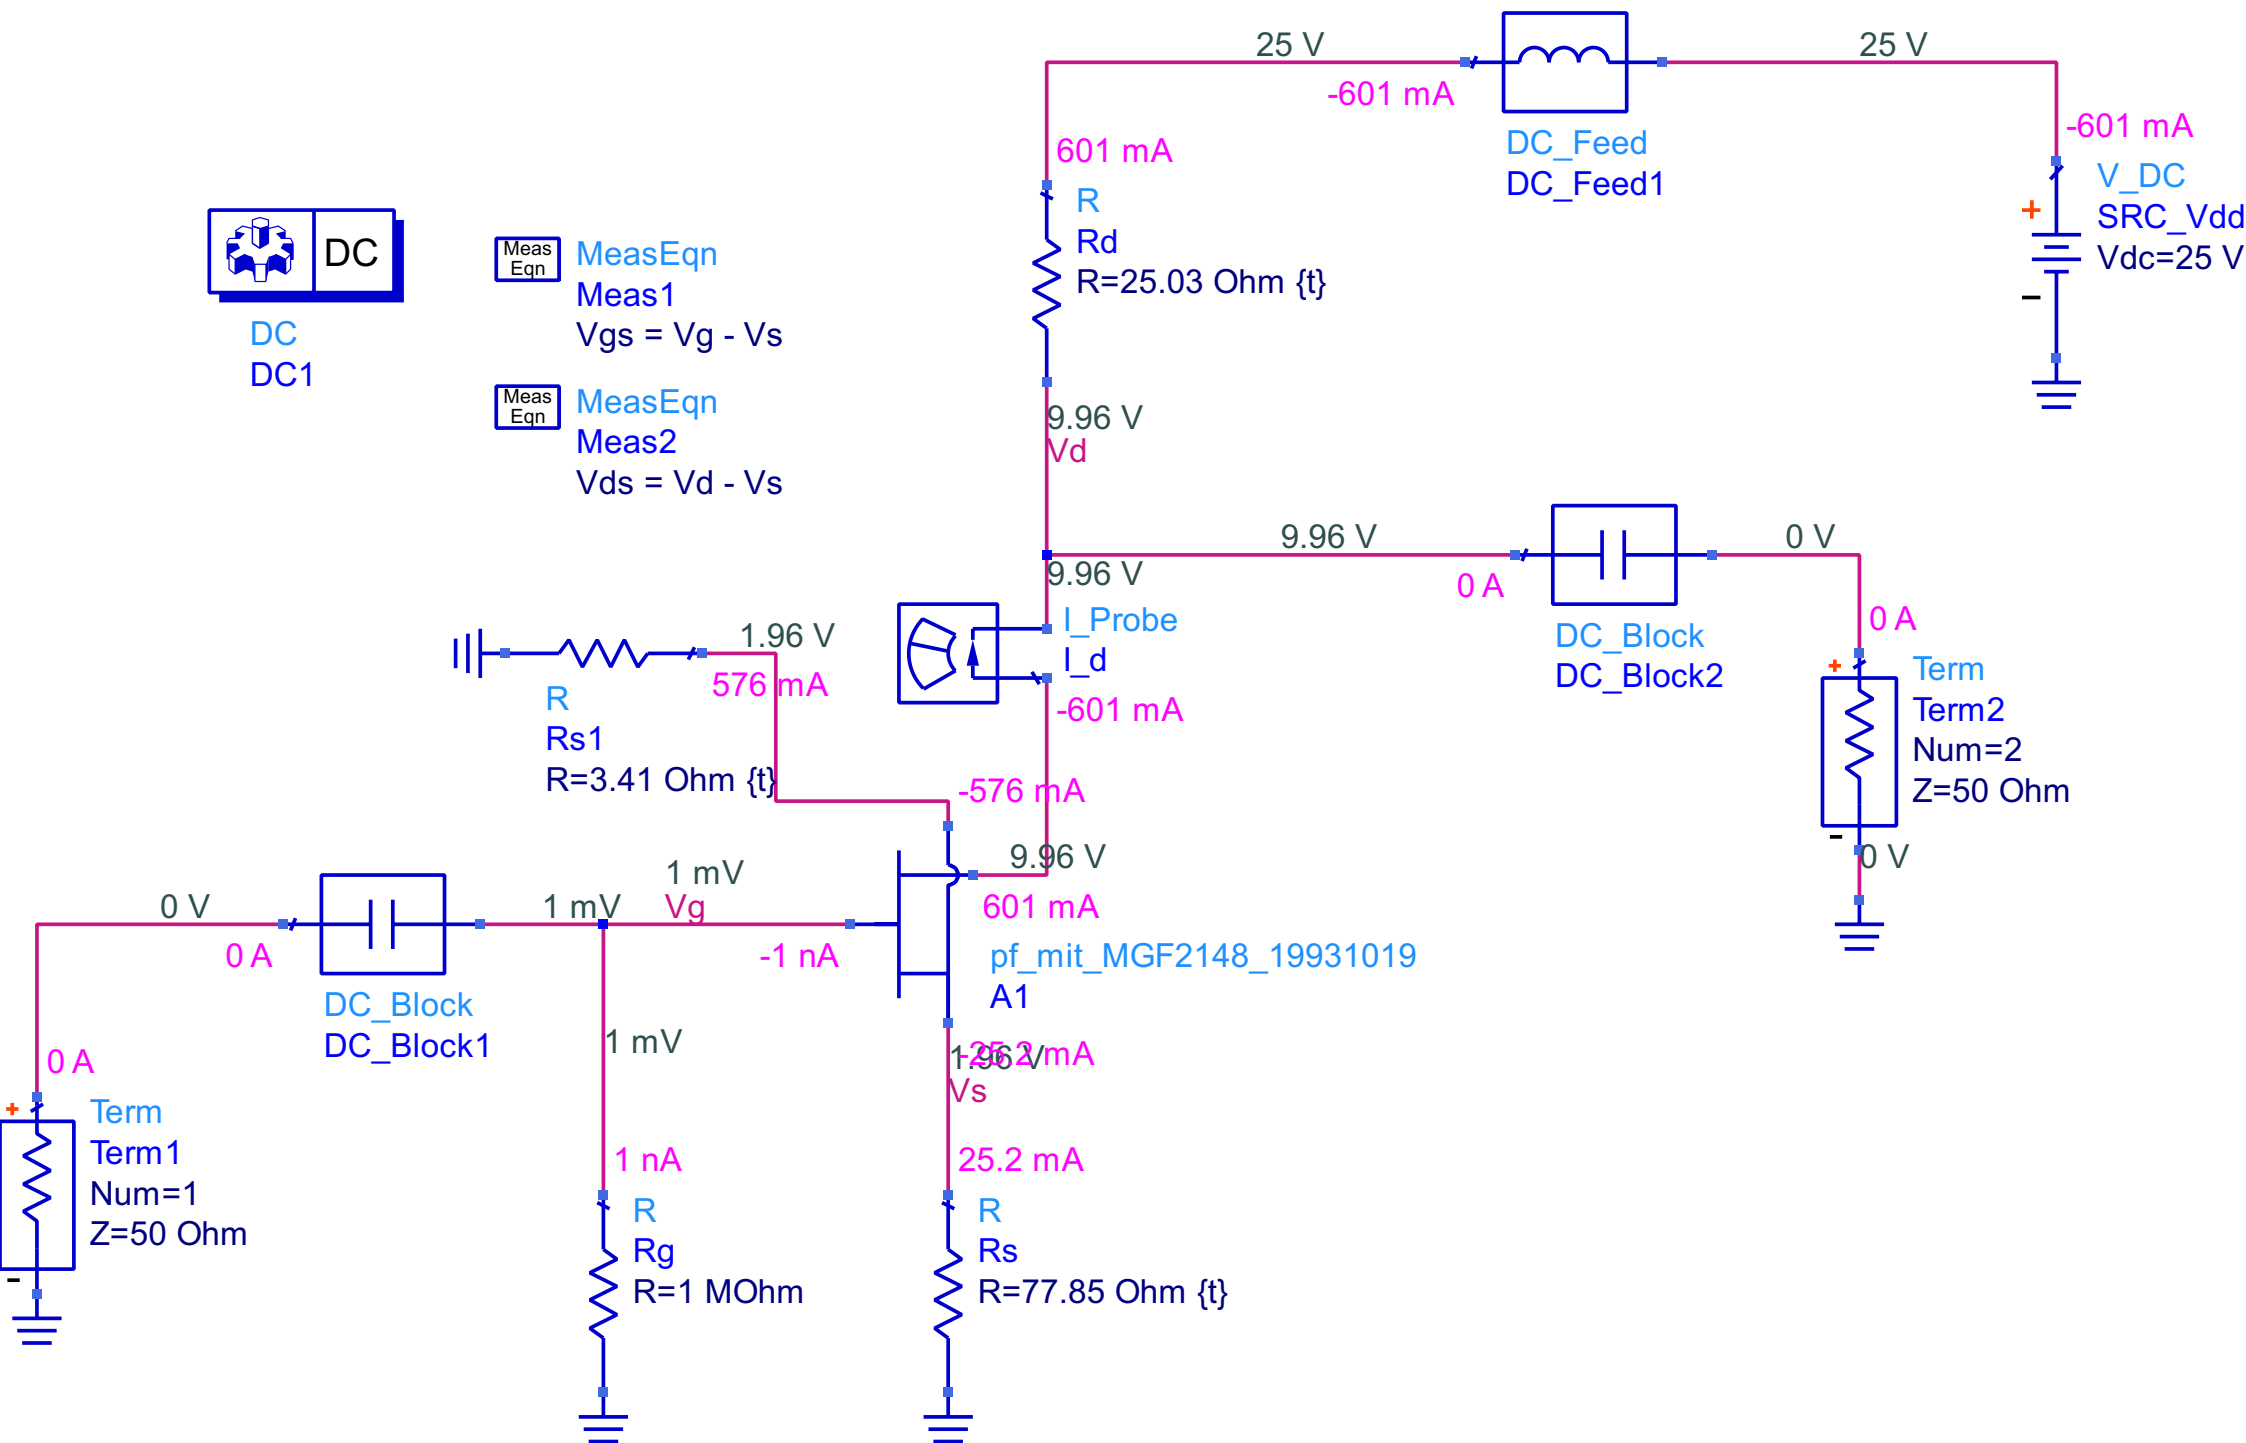 25 V
25 V
-601 mA
DC_Feed
DC_Feed1
-601 mA
V_DC
SRC_Vdd
Vdc=25 V
+
–
601 mA
R
Rd
R=25.03 Ohm {t}
DC
DC
DC1
Meas
Eqn
MeasEqn
Meas1
Vgs = Vg - Vs
Meas
Eqn
MeasEqn
Meas2
Vds = Vd - Vs
9.96 V
Vd
9.96 V
0 V
9.96 V
0 A
DC_Block
DC_Block2
0 A
I_Probe
I_d
-601 mA
1.96 V
576 mA
R
Rs1
R=3.41 Ohm {t}
+
Term
Term2
Num=2
Z=50 Ohm
–
0 V
-576 mA
9.96 V
601 mA
pf_mit_MGF2148_19931019
A1
1 mV
Vg
-1 nA
0 V
0 A
1 mV
DC_Block
DC_Block1
1 mV
0 A
-25.2 mA
1.96 V
Vs
+
Term
Term1
Num=1
Z=50 Ohm
–
1 nA
R
Rg
R=1 MOhm
25.2 mA
R
Rs
R=77.85 Ohm {t}